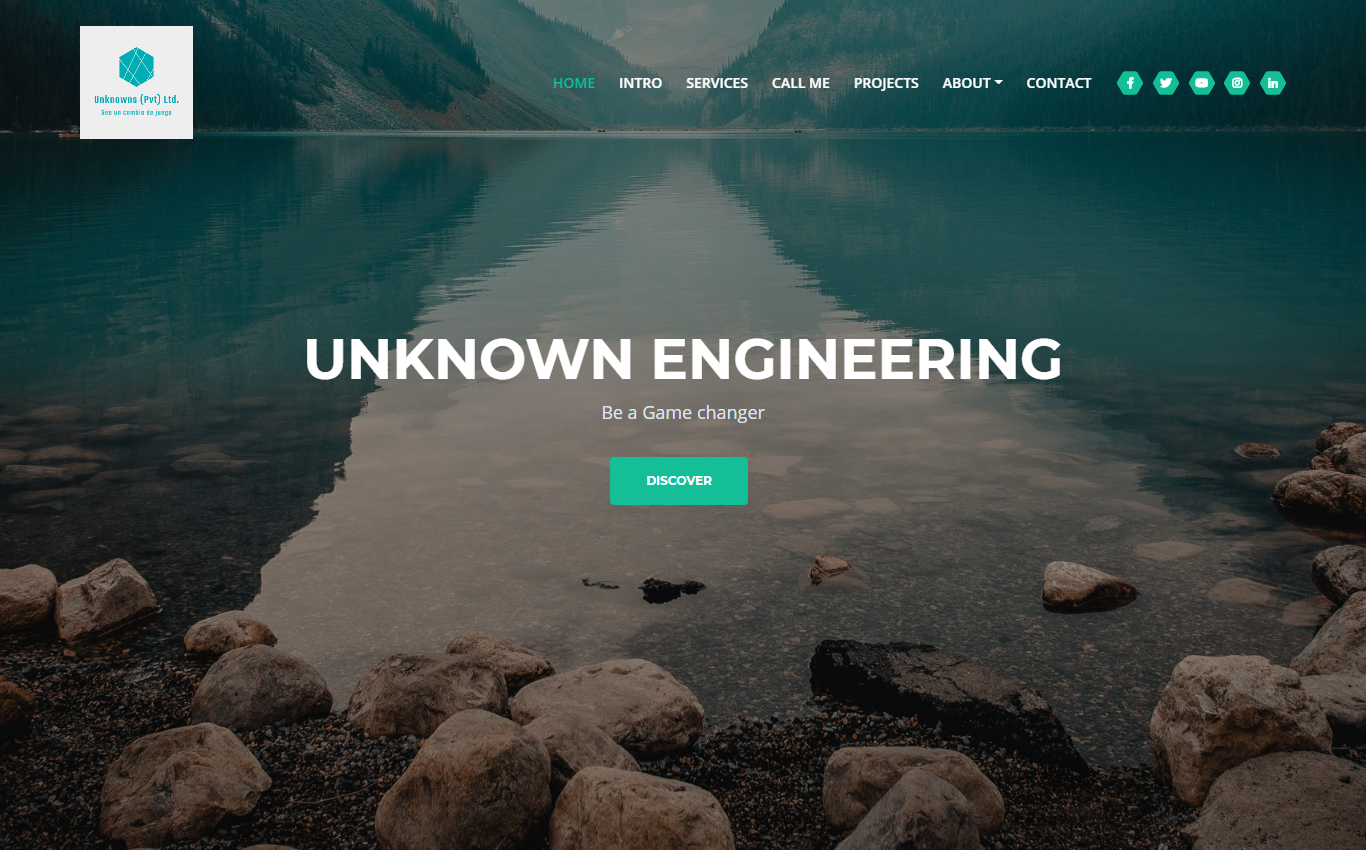 Unknowns (Pvt) Ltd.
See un cambio de juego
HOME INTRO SERVICES CALL ME PROJECTS ABOUT CONTACT
UNKNOWN ENGINEERING
Be a Game changer
DISCOVER